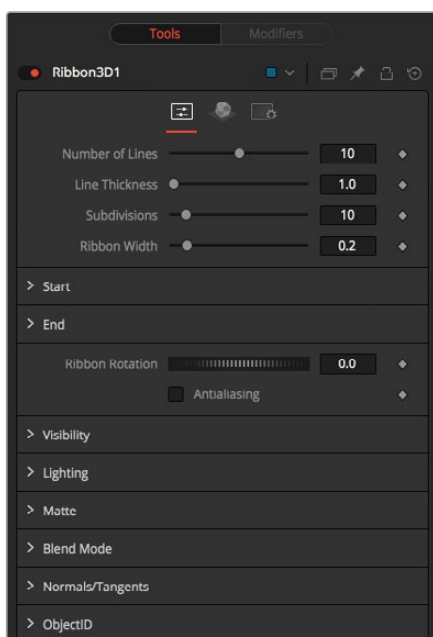 Tools Modifiers
Ribbon3D1
Number of Lines 10
Line Thickness 1.0
Subdivisions 10
Ribbon Width 0.2
> Start
> End
Ribbon Rotation 0.0
Antialiasing
> Visibility
> Lighting
> Matte
> Blend Mode
> Normals/Tangents
> ObjectID